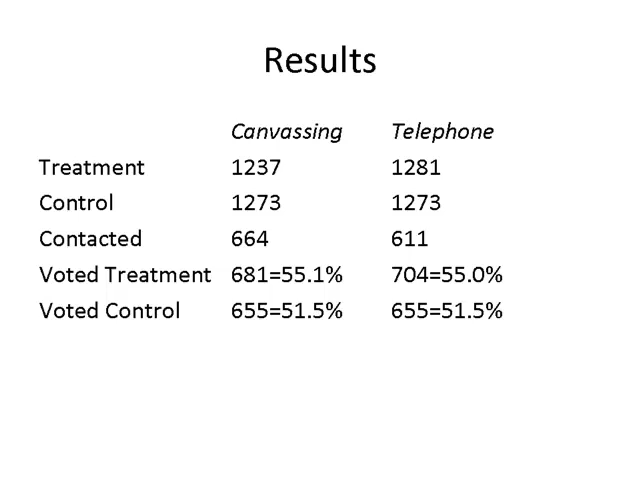 Results
Canvassing Telephone
Treatment 1237 1281
Control 1273 1273
Contacted 664 611
Voted Treatment 681=55.1% 704=55.0%
Voted Control 655=51.5% 655=51.5%